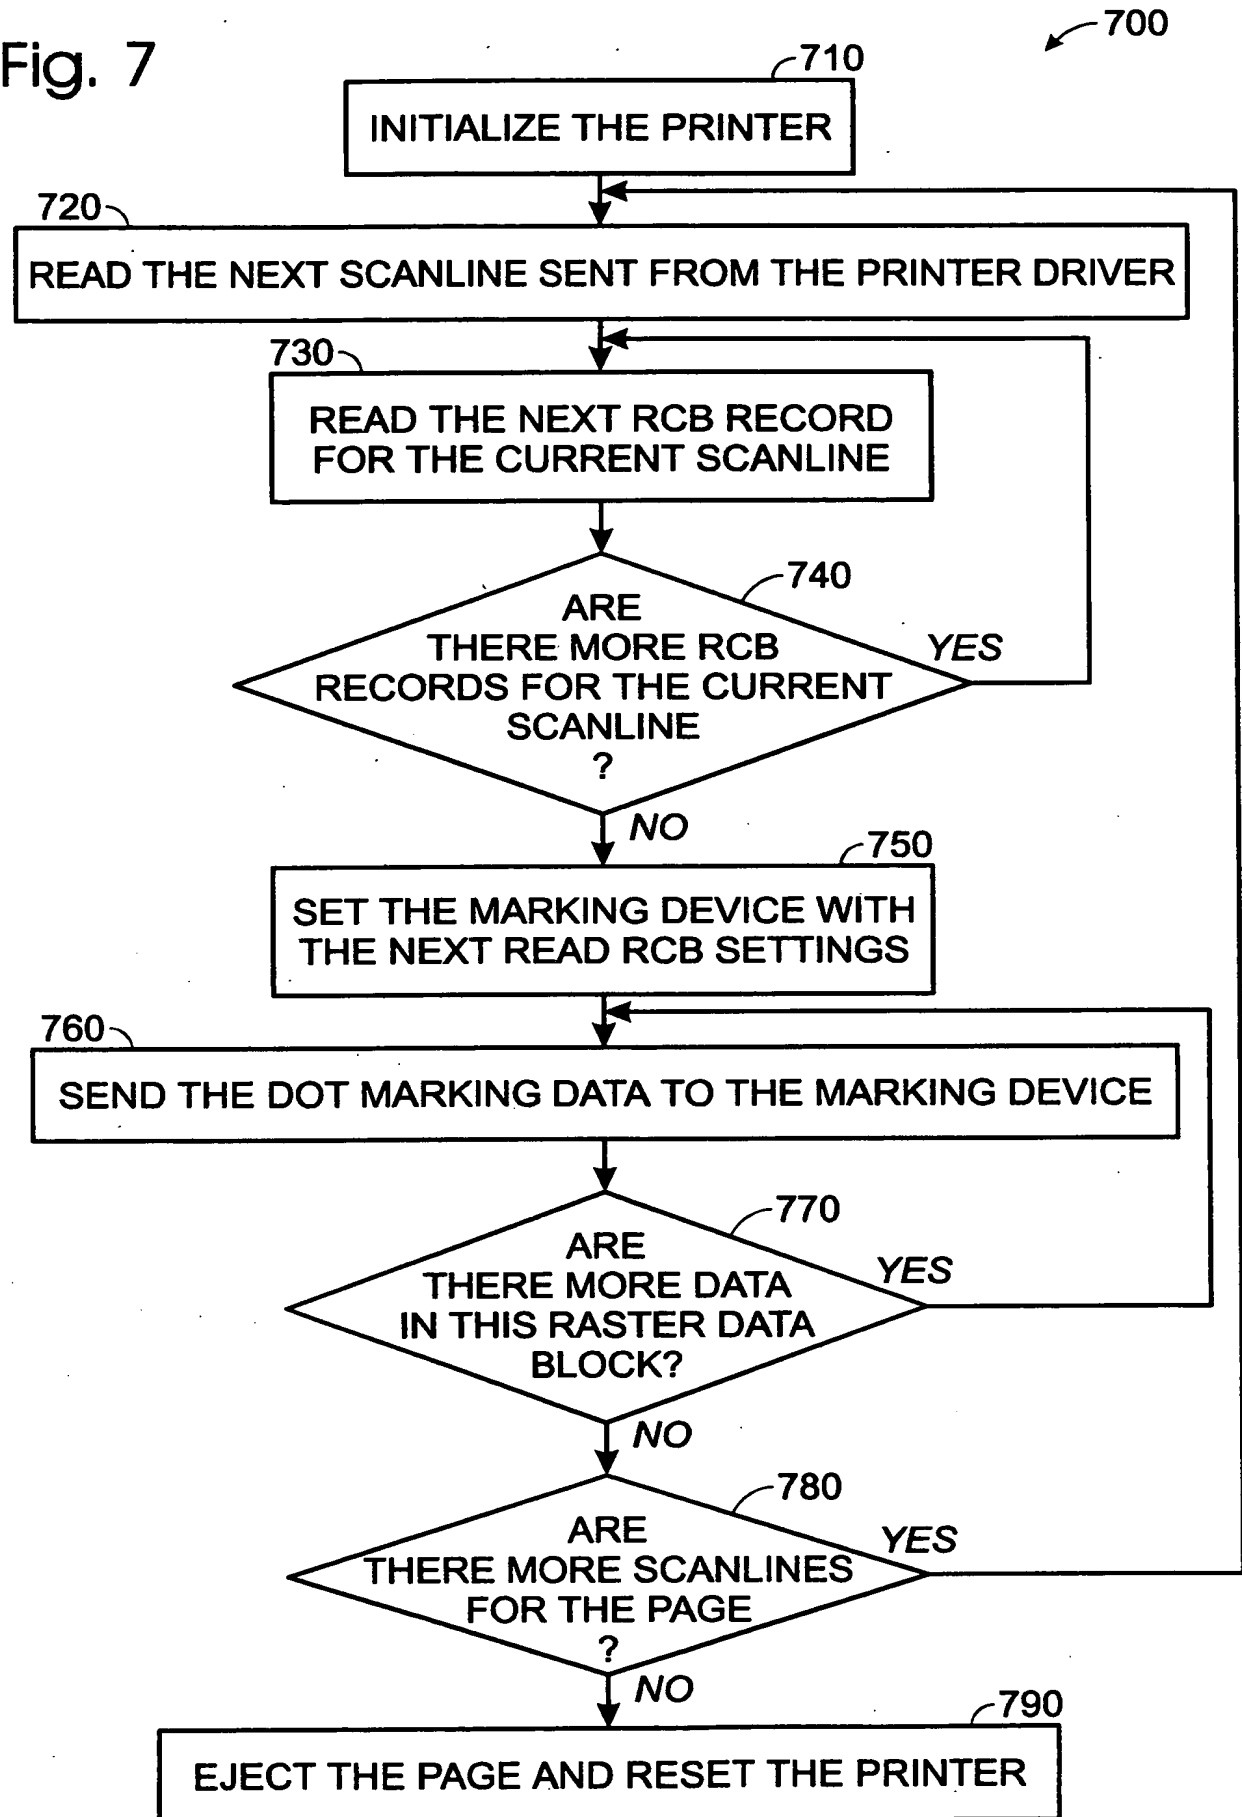 Fig. 7
700
710
INITIALIZE THE PRINTER
720
READ THE NEXT SCANLINE SENT FROM THE PRINTER DRIVER
730
READ THE NEXT RCB RECORD
FOR THE CURRENT SCANLINE
740
ARE
THERE MORE RCB
RECORDS FOR THE CURRENT
SCANLINE
?
YES
NO
750
SET THE MARKING DEVICE WITH
THE NEXT READ RCB SETTINGS
760
SEND THE DOT MARKING DATA TO THE MARKING DEVICE
770
ARE
THERE MORE DATA
IN THIS RASTER DATA
BLOCK?
YES
NO
780
ARE
THERE MORE SCANLINES
FOR THE PAGE
?
YES
NO
790
EJECT THE PAGE AND RESET THE PRINTER